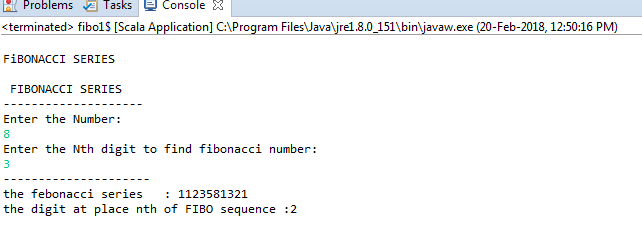 Problems Tasks Console
<terminated> fibo1$ [Scala Application] C:\Program Files\Java\jre1.8.0_151\bin\javaw.exe (20-Feb-2018, 12:50:16 PM)
FiBONACCI SERIES
FIBONACCI SERIES
--------------------
Enter the Number:
8
Enter the Nth digit to find fibonacci number:
3
---------------------
the febonacci series   : 1123581321
the digit at place nth of FIBO sequence :2